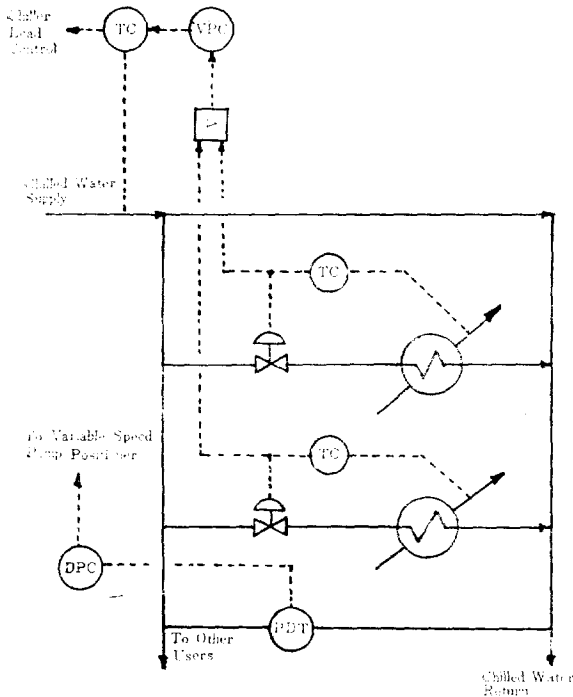 Chiller
Load
Control
TC
VPC
>
Chilled Water
Supply
TC
To Variable Speed
Pump Positioner
TC
DPC
PDT
To Other
Users
Chilled Water
Return